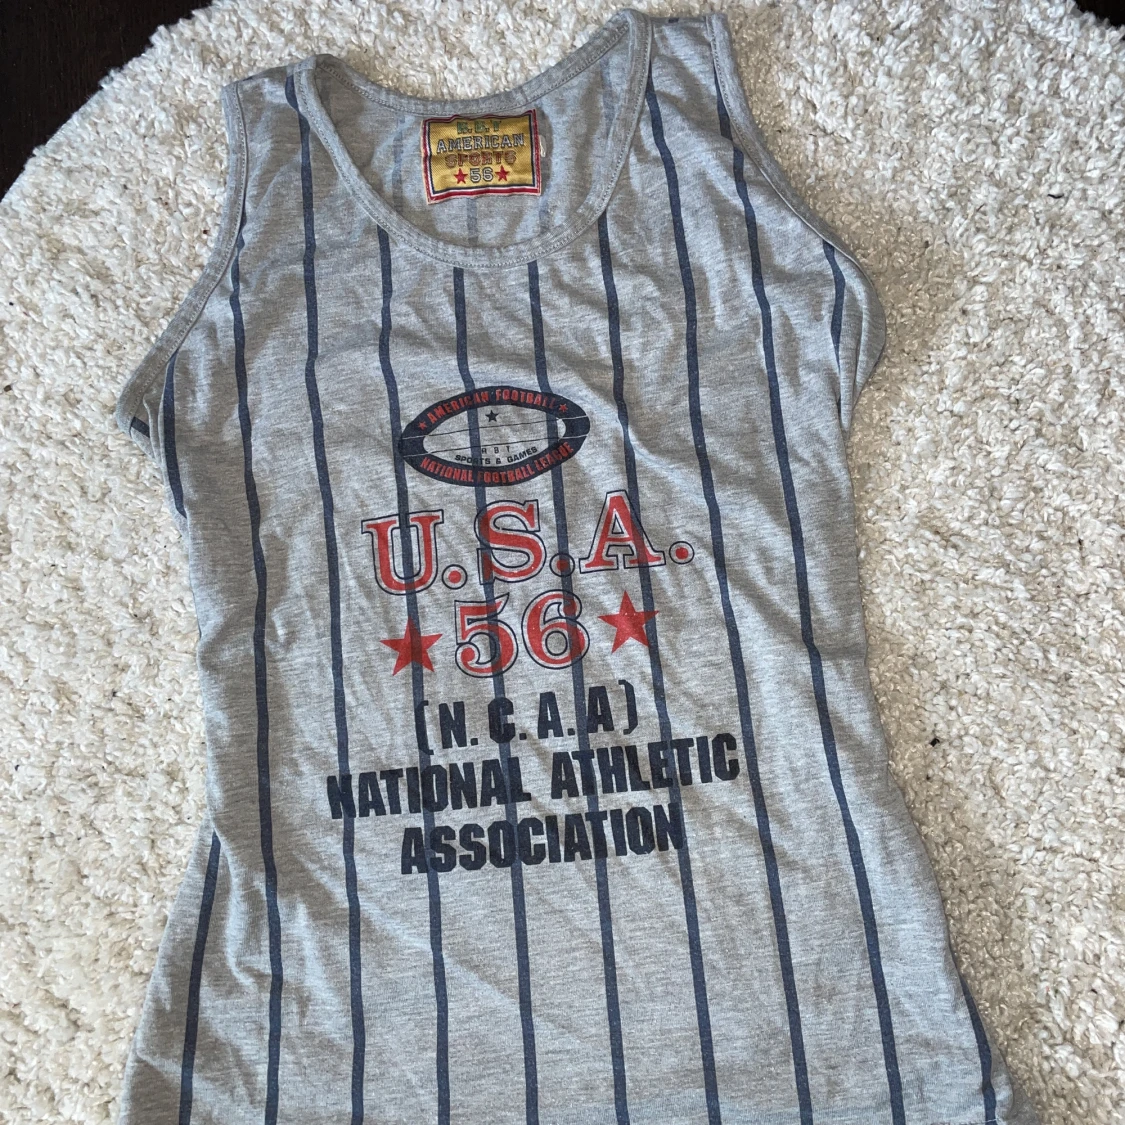 R.B.T
AMERICAN
SPORTS
★56★
★ AMERICAN FOOTBALL ★
★
R B T
SPORTS & GAMES
NATIONAL FOOTBALL LEAGUE
U.S.A.
★56★
(N.C.A.A)
NATIONAL ATHLETIC
ASSOCIATION